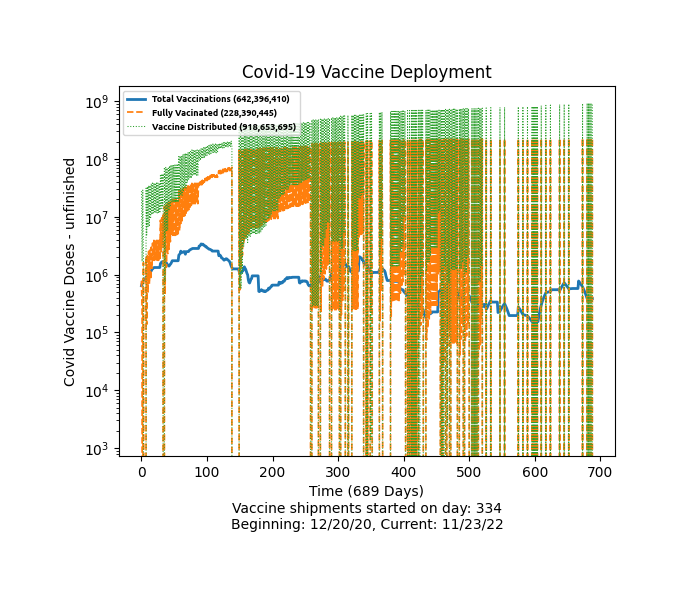 Covid-19 Vaccine Deployment
Total Vaccinations (642,396,410)
Fully Vacinated (228,390,445)
Vaccine Distributed (918,653,695)
Covid Vaccine Doses - unfinished
10⁹
10⁸
10⁷
10⁶
10⁵
10⁴
10³
0 100 200 300 400 500 600 700
Time (689 Days)
Vaccine shipments started on day: 334
Beginning: 12/20/20, Current: 11/23/22